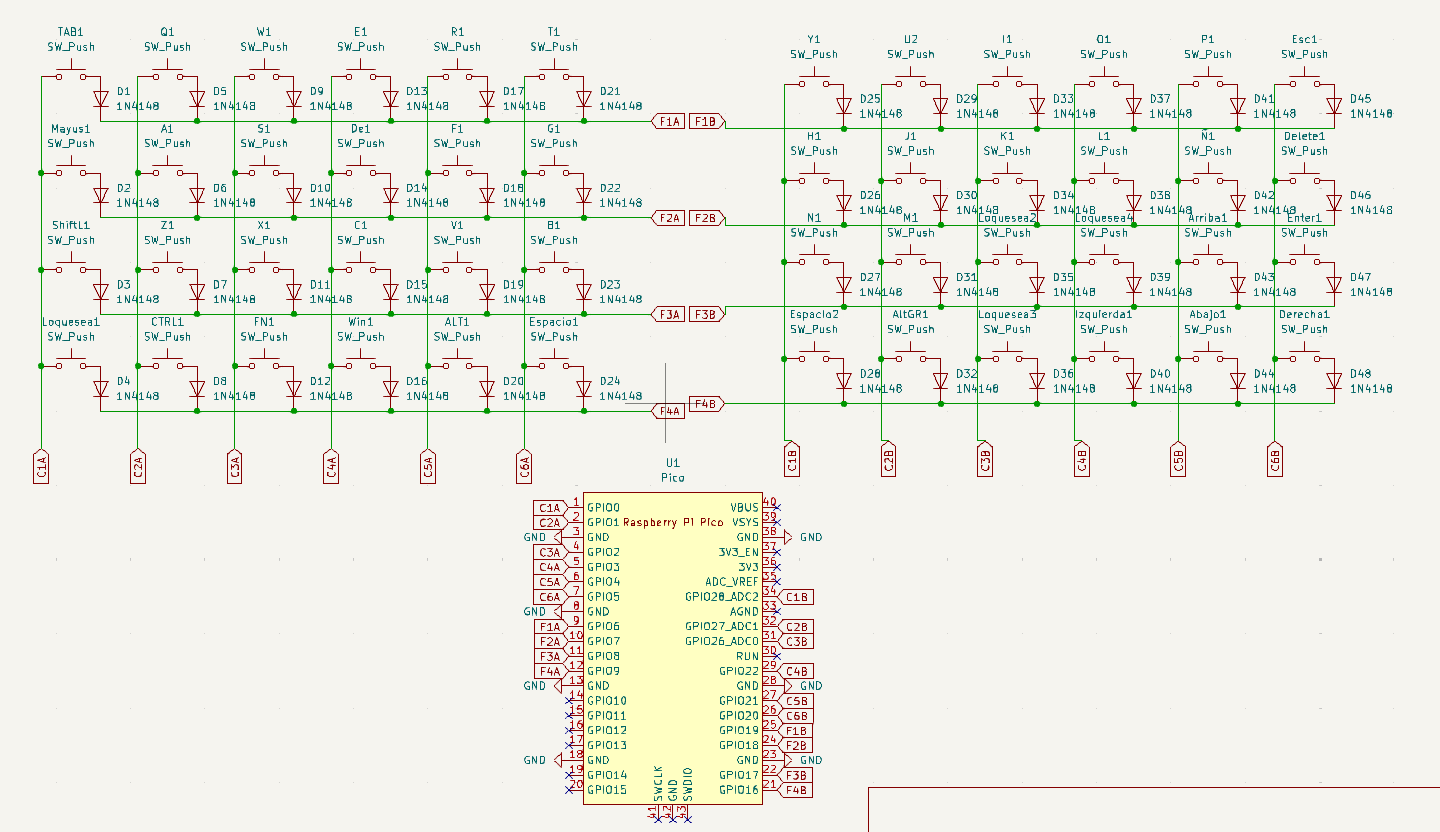 TAB1 Q1 W1 E1 R1 T1
SW_Push SW_Push SW_Push SW_Push SW_Push SW_Push
D1 D5 D9 D13 D17 D21
1N4148 1N4148 1N4148 1N4148 1N4148 1N4148
F1A F1B
Mayus1 A1 S1 De1 F1 G1
SW_Push SW_Push SW_Push SW_Push SW_Push SW_Push
D2 D6 D10 D14 D18 D22
1N4148 1N4148 1N4148 1N4148 1N4148 1N4148
F2A F2B
ShiftL1 Z1 X1 C1 V1 B1
SW_Push SW_Push SW_Push SW_Push SW_Push SW_Push
D3 D7 D11 D15 D19 D23
1N4148 1N4148 1N4148 1N4148 1N4148 1N4148
F3A F3B
Loquesea1 CTRL1 FN1 Win1 ALT1 Espacio1
SW_Push SW_Push SW_Push SW_Push SW_Push SW_Push
D4 D8 D12 D16 D20 D24
1N4148 1N4148 1N4148 1N4148 1N4148 1N4148
F4A F4B
C1A C2A C3A C4A C5A C6A
Y1 U2 I1 O1 P1 Esc1
SW_Push SW_Push SW_Push SW_Push SW_Push SW_Push
D25 D29 D33 D37 D41 D45
1N4148 1N4148 1N4148 1N4148 1N4148 1N4148
H1 J1 K1 L1 Ñ1 Delete1
SW_Push SW_Push SW_Push SW_Push SW_Push SW_Push
D26 D30 D34 D38 D42 D46
1N4148 1N4148 1N4148 1N4148 1N4148 1N4148
N1 M1 Loquesea2 Loquesea4 Arriba1 Enter1
SW_Push SW_Push SW_Push SW_Push SW_Push SW_Push
D27 D31 D35 D39 D43 D47
1N4148 1N4148 1N4148 1N4148 1N4148 1N4148
Espacio2 AltGR1 Loquesea3 Izquierda1 Abajo1 Derecha1
SW_Push SW_Push SW_Push SW_Push SW_Push SW_Push
D28 D32 D36 D40 D44 D48
1N4148 1N4148 1N4148 1N4148 1N4148 1N4148
C1B C2B C3B C4B C5B C6B
U1
Pico
Raspberry Pi Pico
C1A 1 GPIO0 VBUS 40
C2A 2 GPIO1 VSYS 39
GND 3 GND GND 38 GND
C3A 4 GPIO2 3V3_EN 37
C4A 5 GPIO3 3V3 36
C5A 6 GPIO4 ADC_VREF 35
C6A 7 GPIO5 GPIO28_ADC2 34 C1B
GND 8 GND AGND 33
F1A 9 GPIO6 GPIO27_ADC1 32 C2B
F2A 10 GPIO7 GPIO26_ADC0 31 C3B
F3A 11 GPIO8 RUN 30
F4A 12 GPIO9 GPIO22 29 C4B
GND 13 GND GND 28 GND
14 GPIO10 GPIO21 27 C5B
15 GPIO11 GPIO20 26 C6B
16 GPIO12 GPIO19 25 F1B
17 GPIO13 GPIO18 24 F2B
GND 18 GND GND 23 GND
19 GPIO14 GPIO17 22 F3B
20 GPIO15 GPIO16 21 F4B
SWCLK GND SWDIO
41 42 43